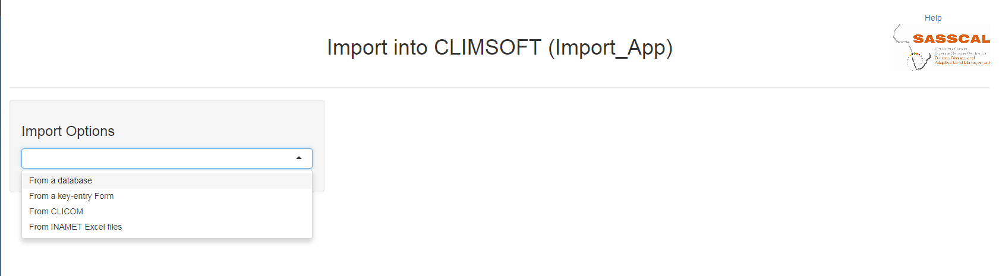 Help
Import into CLIMSOFT (Import_App)
SASSCAL
Southern African
Science Service Centre for
Climate Change and
Adaptive Land Management
Import Options
From a database
From a key-entry Form
From CLICOM
From INAMET Excel files